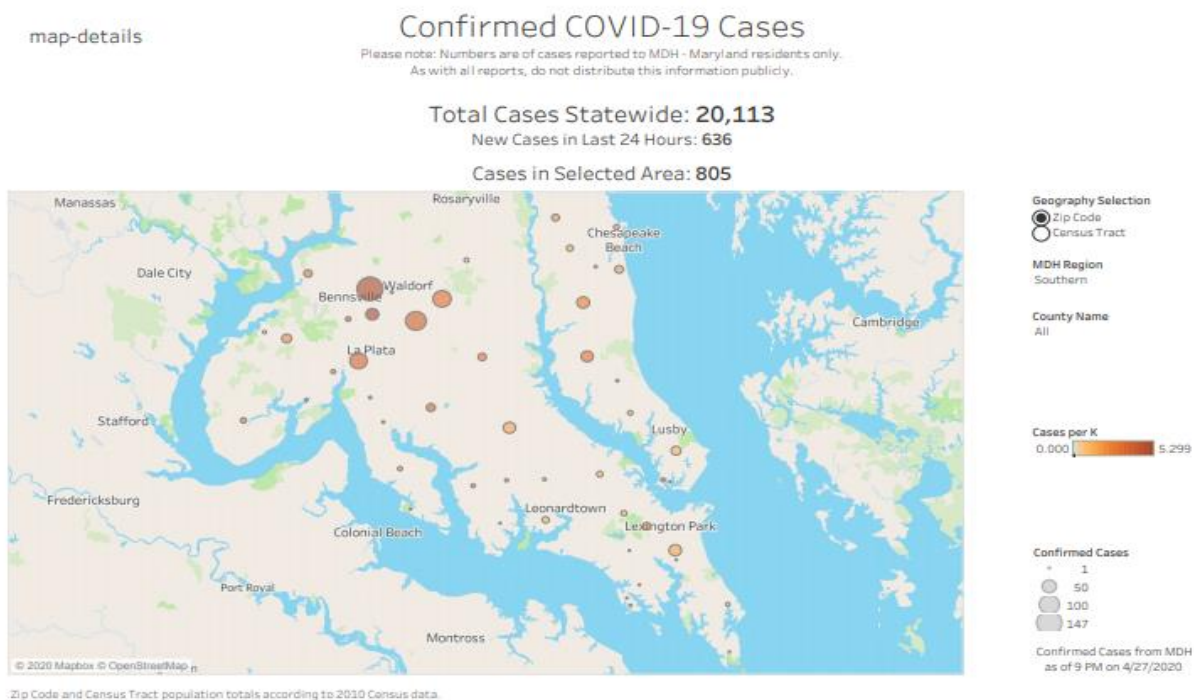 map-details
Confirmed COVID-19 Cases
Please note: Numbers are of cases reported to MDH - Maryland residents only.
As with all reports, do not distribute this information publicly.
Total Cases Statewide: 20,113
New Cases in Last 24 Hours: 636
Cases in Selected Area: 805
Manassas
Rosaryville
Chesapeake
Beach
Dale City
Waldorf
Bennsville
Cambridge
La Plata
Stafford
Lusby
Fredericksburg
Leonardtown
Lexington Park
Colonial Beach
Port Royal
Montross
© 2020 Mapbox © OpenStreetMap
Geography Selection
Zip Code
Census Tract
MDH Region
Southern
County Name
All
Cases per K
0.000 5.299
Confirmed Cases
1
50
100
147
Confirmed Cases from MDH
as of 9 PM on 4/27/2020
Zip Code and Census Tract population totals according to 2010 Census data.